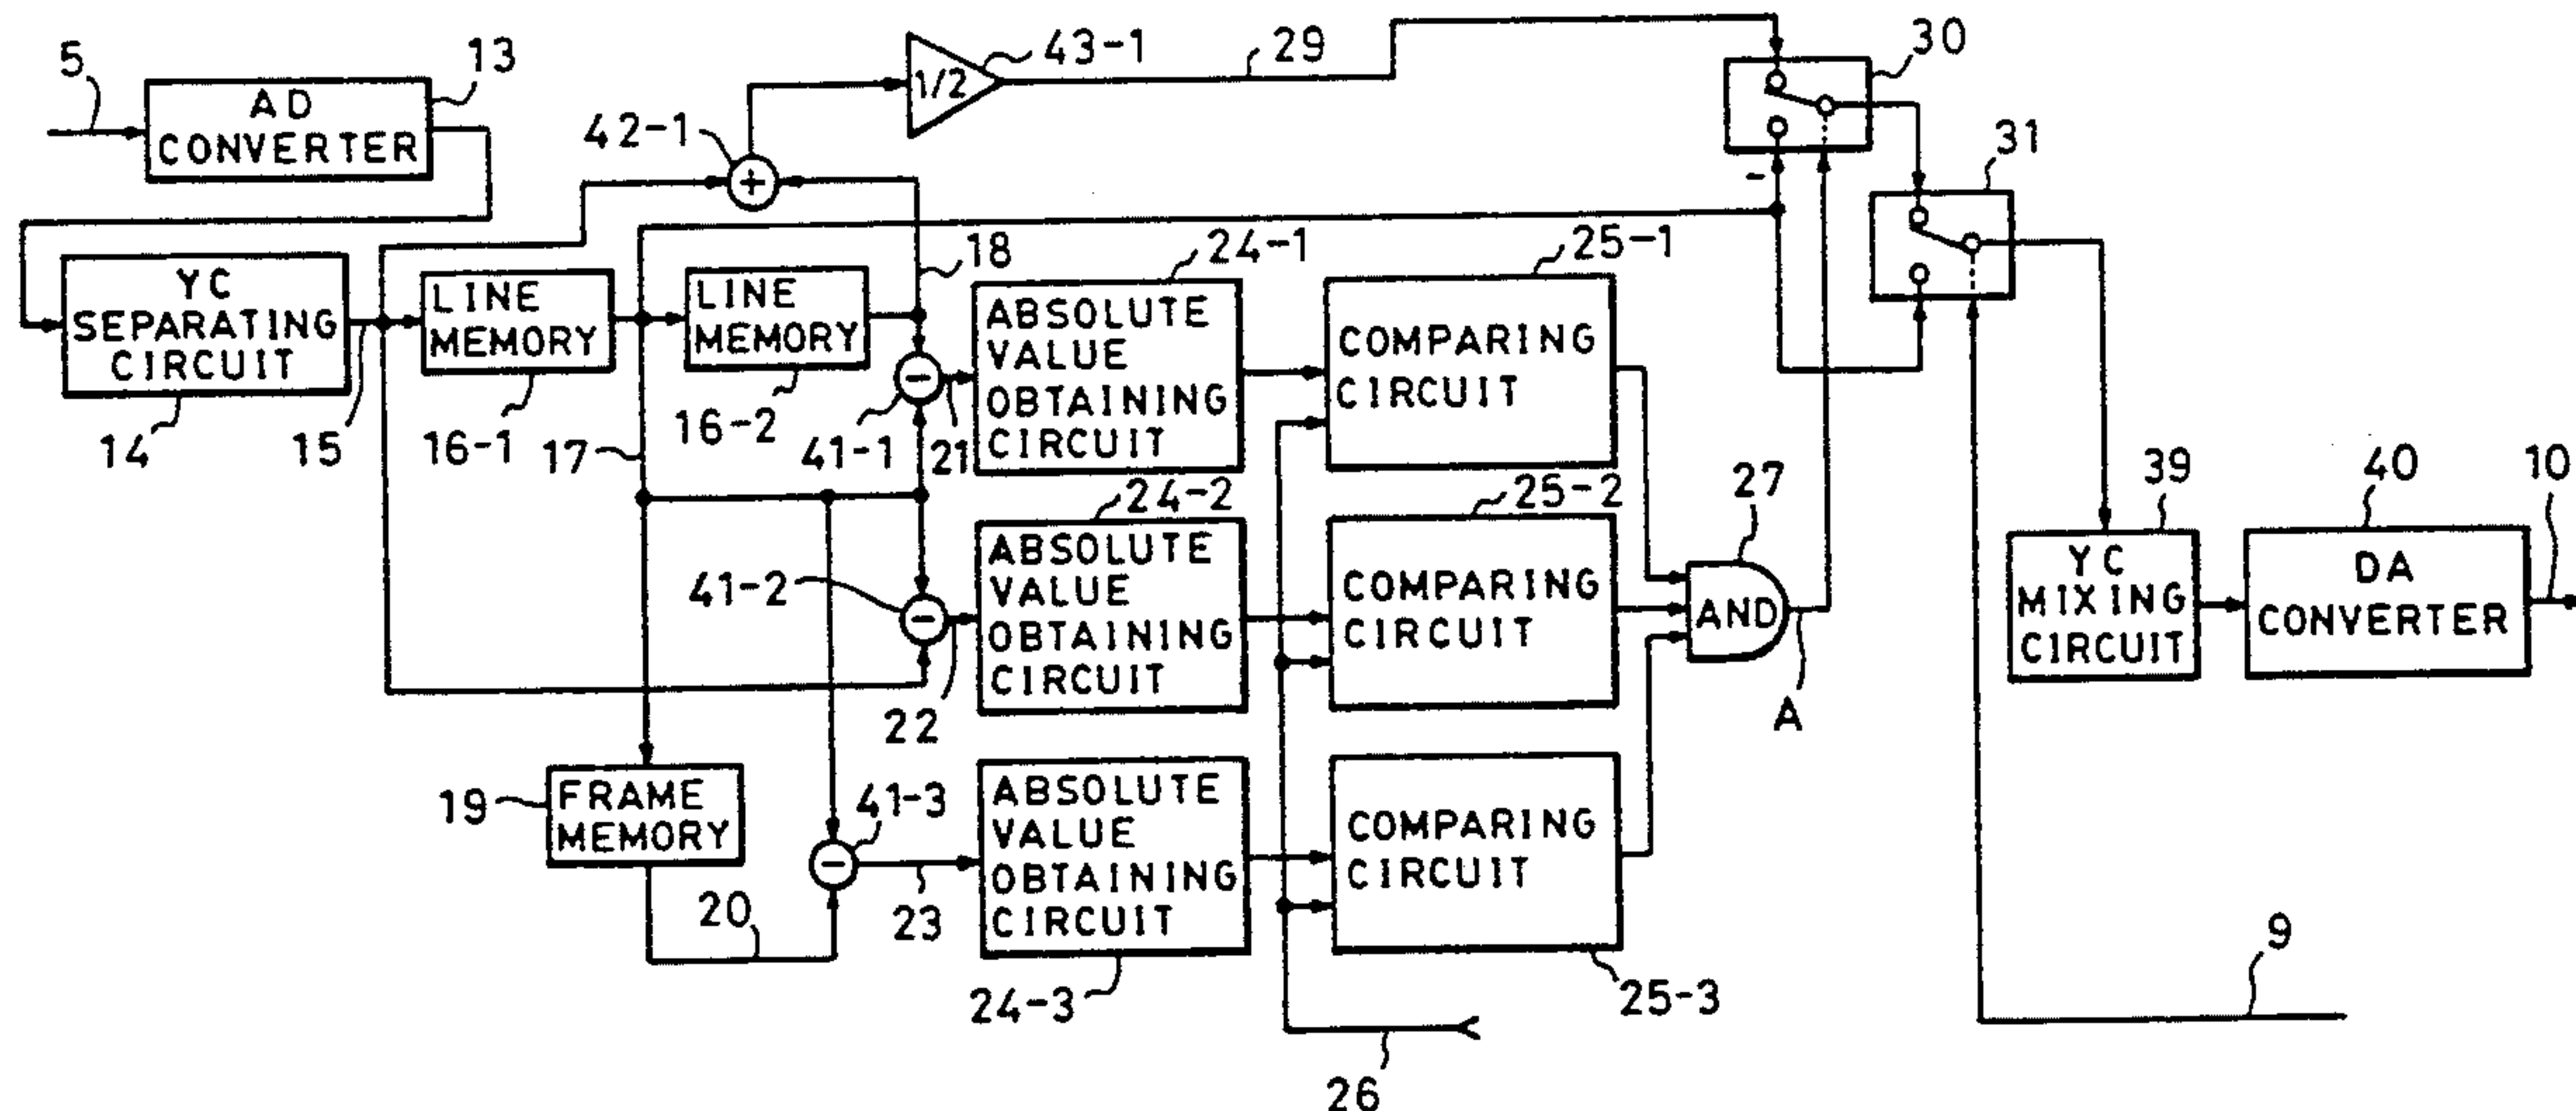 5
AD
CONVERTER
13
42-1
1/2
43-1
29
30
31
YC
SEPARATING
CIRCUIT
14
15
LINE
MEMORY
16-1
17
LINE
MEMORY
16-2
18
41-1
21
ABSOLUTE
VALUE
OBTAINING
CIRCUIT
24-1
COMPARING
CIRCUIT
25-1
41-2
22
ABSOLUTE
VALUE
OBTAINING
CIRCUIT
24-2
COMPARING
CIRCUIT
25-2
27
AND
A
39
YC
MIXING
CIRCUIT
40
DA
CONVERTER
10
19
FRAME
MEMORY
20
41-3
23
ABSOLUTE
VALUE
OBTAINING
CIRCUIT
24-3
COMPARING
CIRCUIT
25-3
26
9